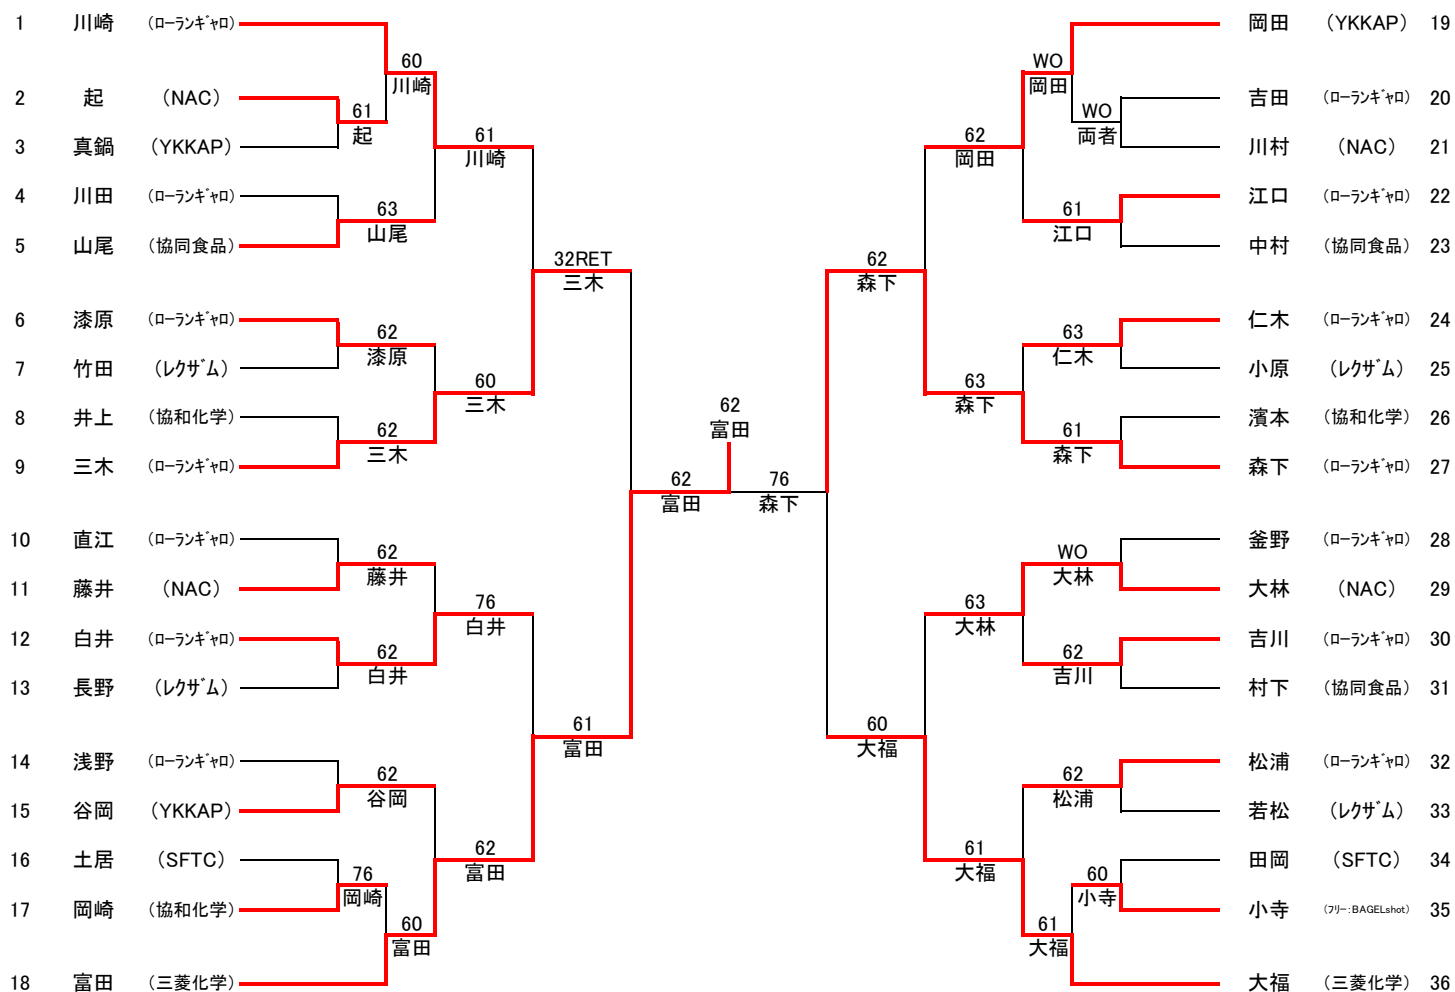 1 川崎 (ローランギャロ)
岡田 (YKKAP) 19
60
川崎
WO
岡田
2 起 (NAC)
吉田 (ローランギャロ) 20
61
起
WO
両者
3 真鍋 (YKKAP)
川村 (NAC) 21
61
川崎
62
岡田
4 川田 (ローランギャロ)
江口 (ローランギャロ) 22
63
山尾
61
江口
5 山尾 (協同食品)
中村 (協同食品) 23
32RET
三木
62
森下
6 漆原 (ローランギャロ)
仁木 (ローランギャロ) 24
62
漆原
63
仁木
7 竹田 (レクザム)
小原 (レクザム) 25
60
三木
63
森下
8 井上 (協和化学)
濱本 (協和化学) 26
62
三木
61
森下
9 三木 (ローランギャロ)
森下 (ローランギャロ) 27
62
富田
62
富田
76
森下
10 直江 (ローランギャロ)
釜野 (ローランギャロ) 28
62
藤井
WO
大林
11 藤井 (NAC)
大林 (NAC) 29
76
白井
63
大林
12 白井 (ローランギャロ)
吉川 (ローランギャロ) 30
62
白井
62
吉川
13 長野 (レクザム)
村下 (協同食品) 31
61
富田
60
大福
14 浅野 (ローランギャロ)
松浦 (ローランギャロ) 32
62
谷岡
62
松浦
15 谷岡 (YKKAP)
若松 (レクザム) 33
62
富田
61
大福
16 土居 (SFTC)
田岡 (SFTC) 34
76
岡崎
60
小寺
17 岡崎 (協和化学)
小寺 (フリー:BAGELshot) 35
60
富田
61
大福
18 富田 (三菱化学)
大福 (三菱化学) 36